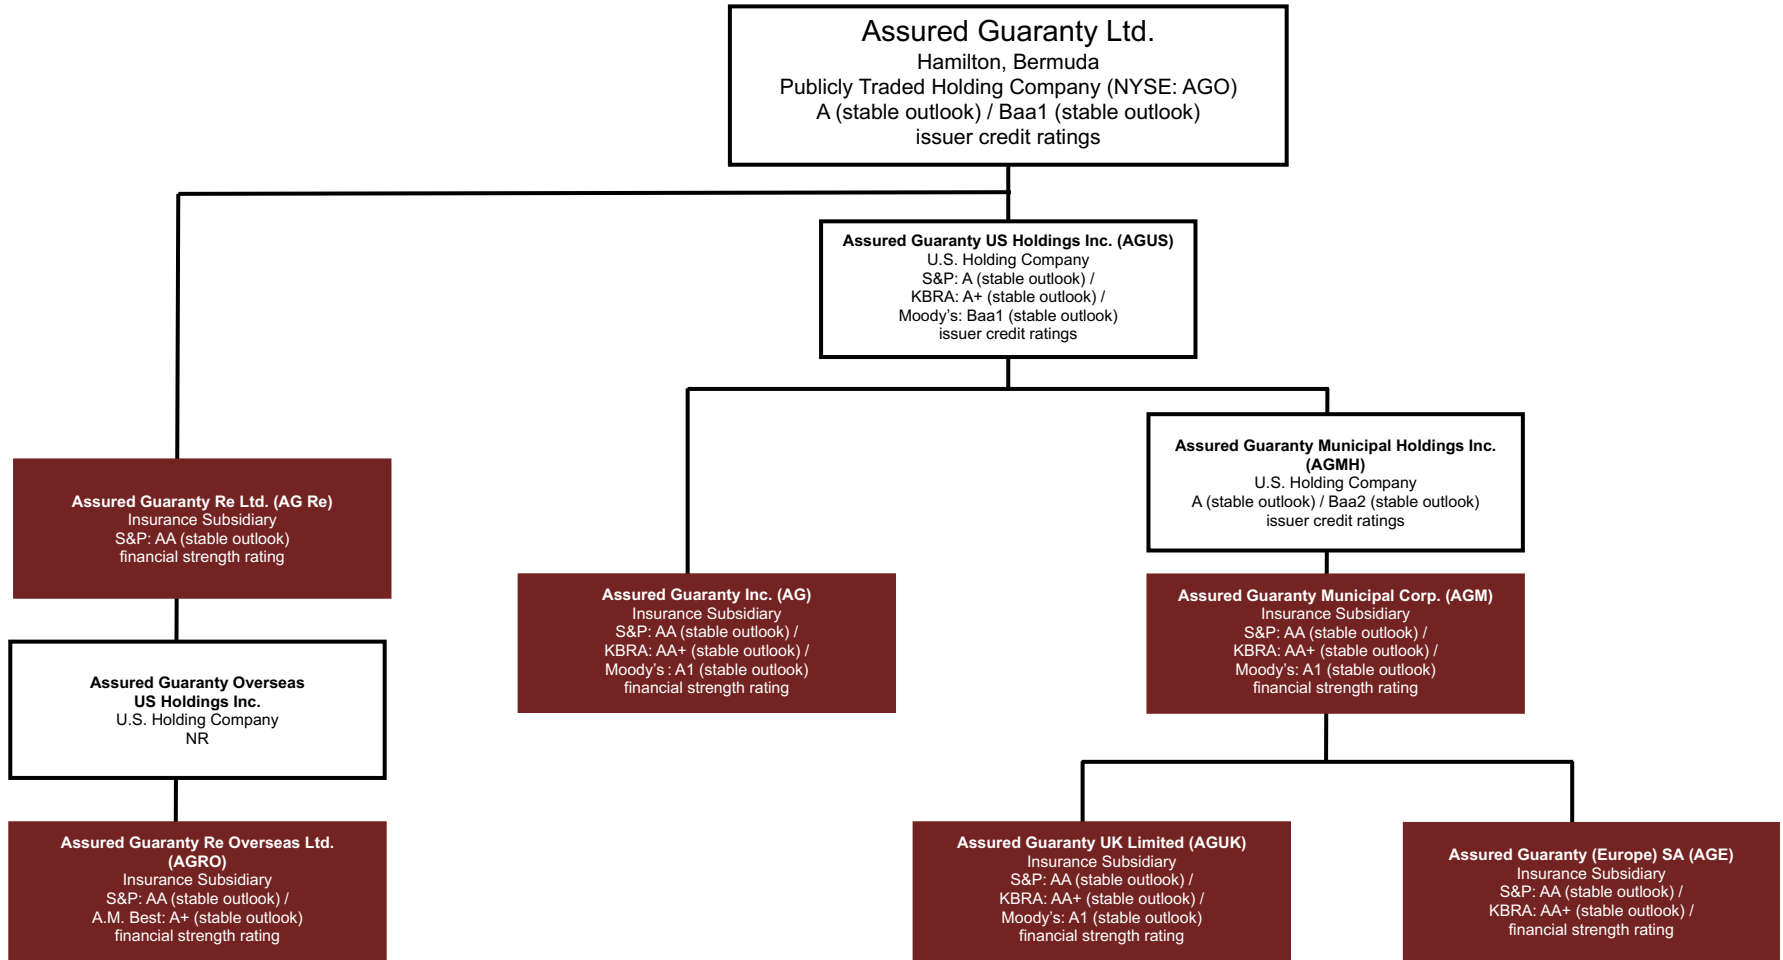 Assured Guaranty Ltd.
Hamilton, Bermuda
Publicly Traded Holding Company (NYSE: AGO)
A (stable outlook) / Baa1 (stable outlook)
issuer credit ratings
Assured Guaranty US Holdings Inc. (AGUS)
U.S. Holding Company
S&P: A (stable outlook) /
KBRA: A+ (stable outlook) /
Moody's: Baa1 (stable outlook)
issuer credit ratings
Assured Guaranty Municipal Holdings Inc.
(AGMH)
U.S. Holding Company
A (stable outlook) / Baa2 (stable outlook)
issuer credit ratings
Assured Guaranty Re Ltd. (AG Re)
Insurance Subsidiary
S&P: AA (stable outlook)
financial strength rating
Assured Guaranty Inc. (AG)
Insurance Subsidiary
S&P: AA (stable outlook) /
KBRA: AA+ (stable outlook) /
Moody's : A1 (stable outlook)
financial strength rating
Assured Guaranty Municipal Corp. (AGM)
Insurance Subsidiary
S&P: AA (stable outlook) /
KBRA: AA+ (stable outlook) /
Moody's: A1 (stable outlook)
financial strength rating
Assured Guaranty Overseas
US Holdings Inc.
U.S. Holding Company
NR
Assured Guaranty Re Overseas Ltd.
(AGRO)
Insurance Subsidiary
S&P: AA (stable outlook) /
A.M. Best: A+ (stable outlook)
financial strength rating
Assured Guaranty UK Limited (AGUK)
Insurance Subsidiary
S&P: AA (stable outlook) /
KBRA: AA+ (stable outlook) /
Moody's: A1 (stable outlook)
financial strength rating
Assured Guaranty (Europe) SA (AGE)
Insurance Subsidiary
S&P: AA (stable outlook) /
KBRA: AA+ (stable outlook) /
financial strength rating